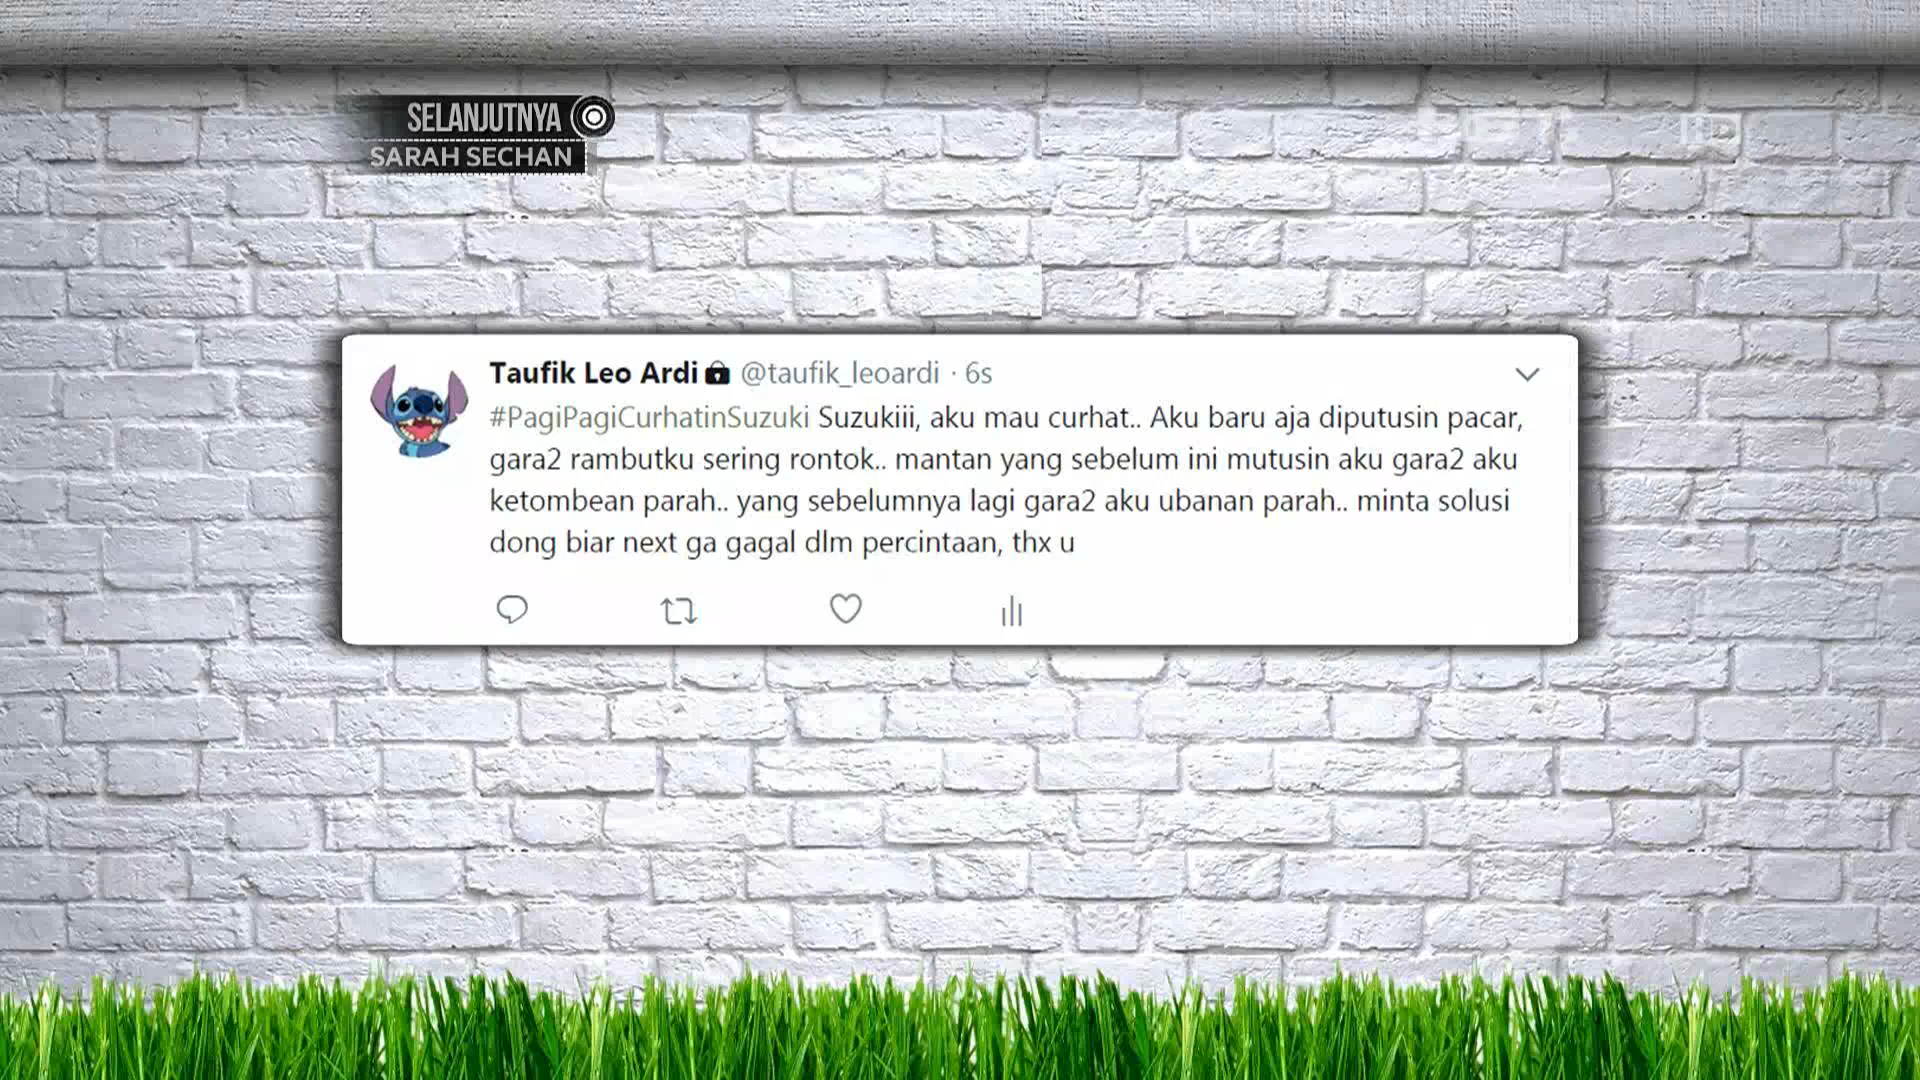 SELANJUTNYA
SARAH SECHAN
Taufik Leo Ardi @taufik_leoardi · 6s
#PagiPagiCurhatinSuzuki Suzukiii, aku mau curhat.. Aku baru aja diputusin pacar,
gara2 rambutku sering rontok.. mantan yang sebelum ini mutusin aku gara2 aku
ketombean parah.. yang sebelumnya lagi gara2 aku ubanan parah.. minta solusi
dong biar next ga gagal dlm percintaan, thx u